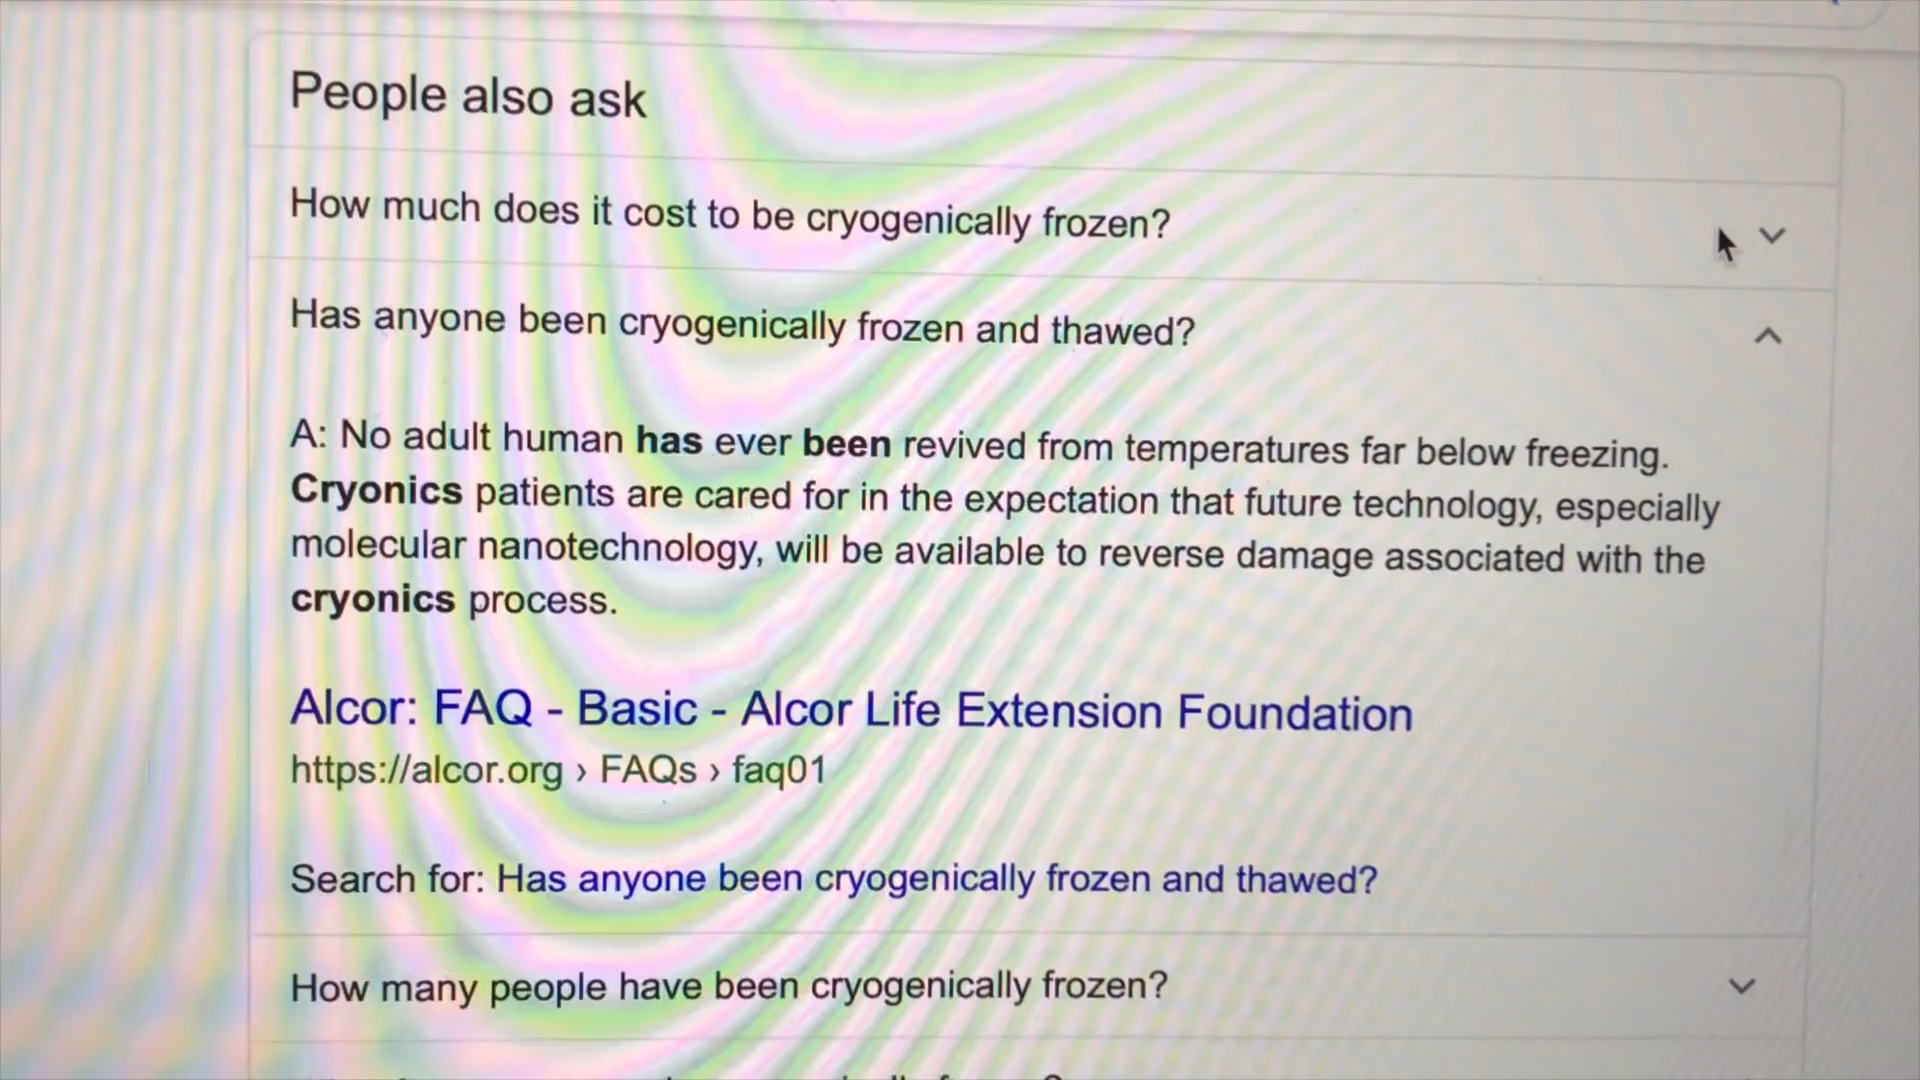 People also ask
How much does it cost to be cryogenically frozen?
Has anyone been cryogenically frozen and thawed?
A: No adult human has ever been revived from temperatures far below freezing.
Cryonics patients are cared for in the expectation that future technology, especially
molecular nanotechnology, will be available to reverse damage associated with the
cryonics process.
Alcor: FAQ - Basic - Alcor Life Extension Foundation
https://alcor.org › FAQs › faq01
Search for: Has anyone been cryogenically frozen and thawed?
How many people have been cryogenically frozen?